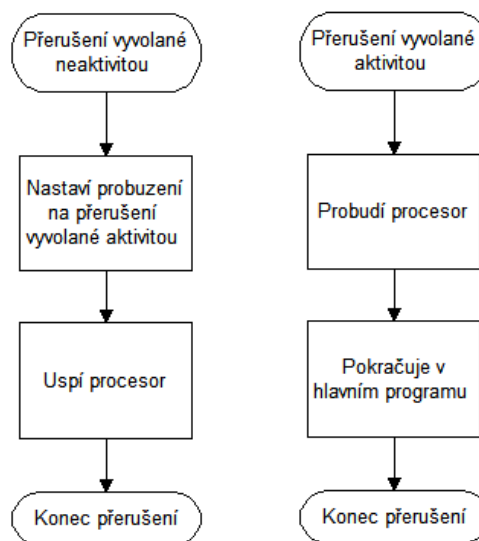 Přerušení vyvolané
neaktivitou
Nastaví probuzení
na přerušení
vyvolané aktivitou
Uspí procesor
Konec přerušení
Přerušení vyvolané
aktivitou
Probudí procesor
Pokračuje v
hlavním programu
Konec přerušení